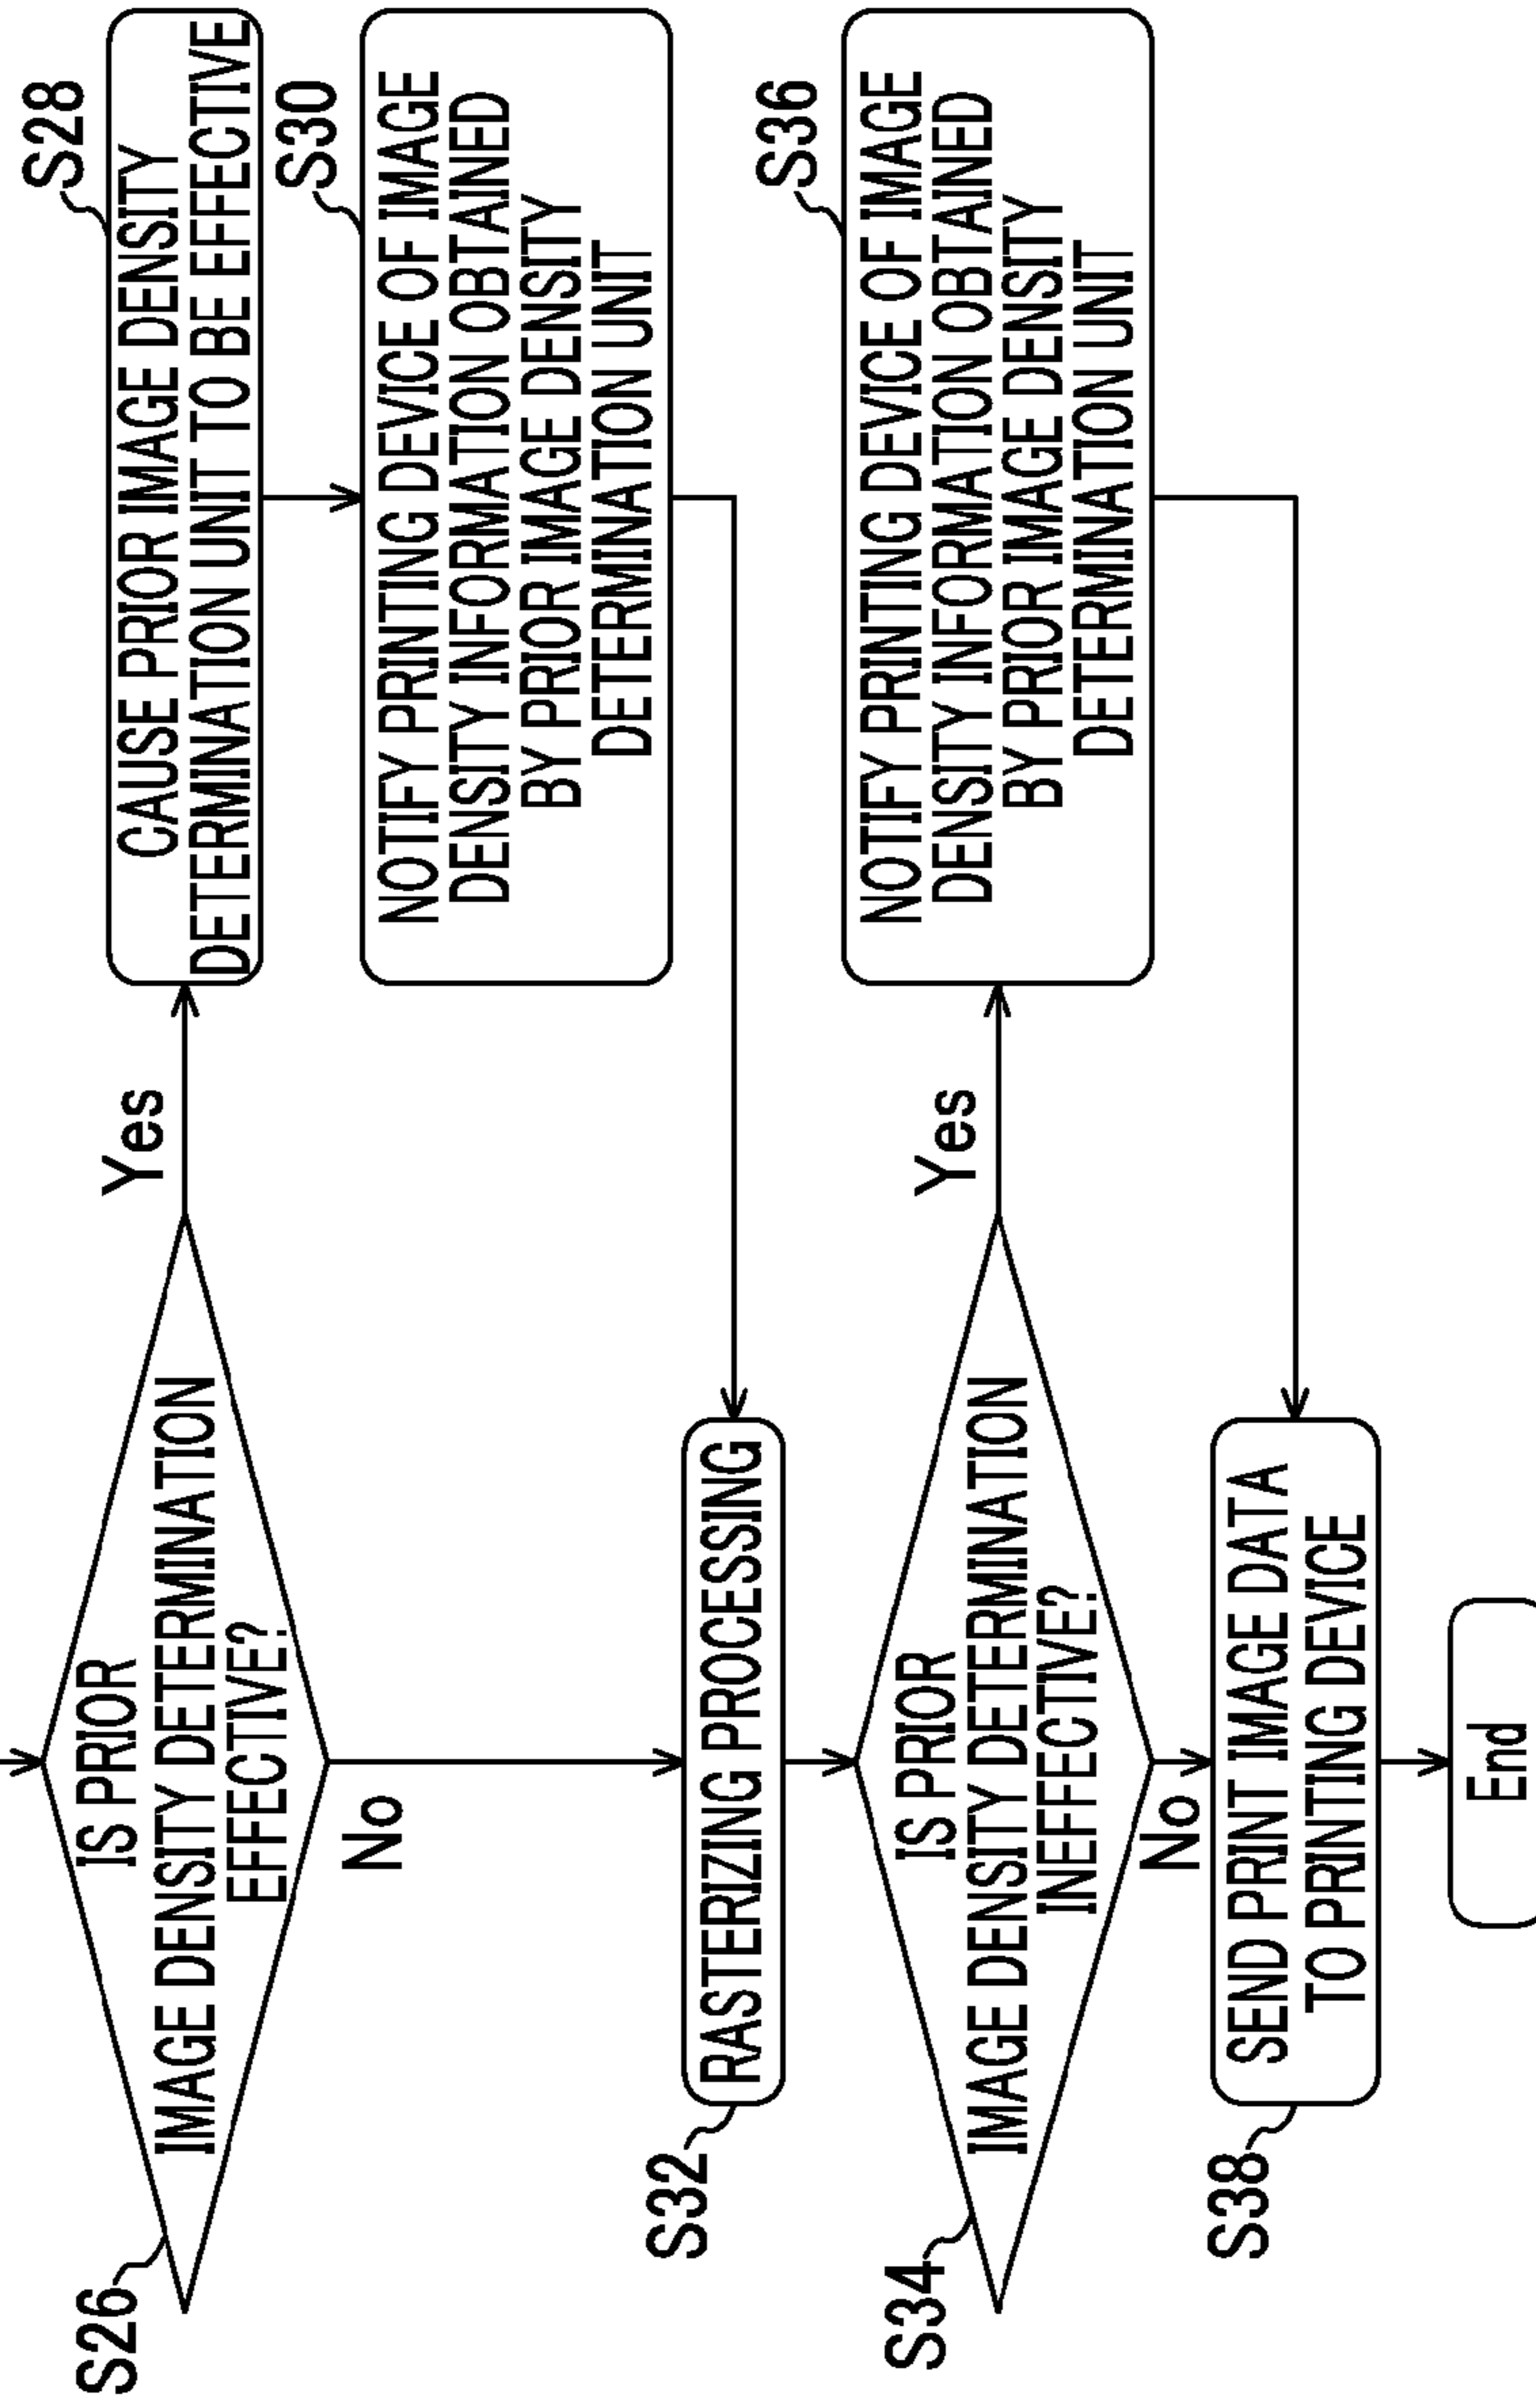 S26
IS PRIOR
IMAGE DENSITY DETERMINATION
EFFECTIVE?
Yes
No
S28
CAUSE PRIOR IMAGE DENSITY
DETERMINATION UNIT TO BE EFFECTIVE
S30
NOTIFY PRINTING DEVICE OF IMAGE
DENSITY INFORMATION OBTAINED
BY PRIOR IMAGE DENSITY
DETERMINATION UNIT
S32
RASTERIZING PROCESSING
S34
IS PRIOR
IMAGE DENSITY DETERMINATION
INEFFECTIVE?
Yes
No
S36
NOTIFY PRINTING DEVICE OF IMAGE
DENSITY INFORMATION OBTAINED
BY PRIOR IMAGE DENSITY
DETERMINATION UNIT
S38
SEND PRINT IMAGE DATA
TO PRINTING DEVICE
End